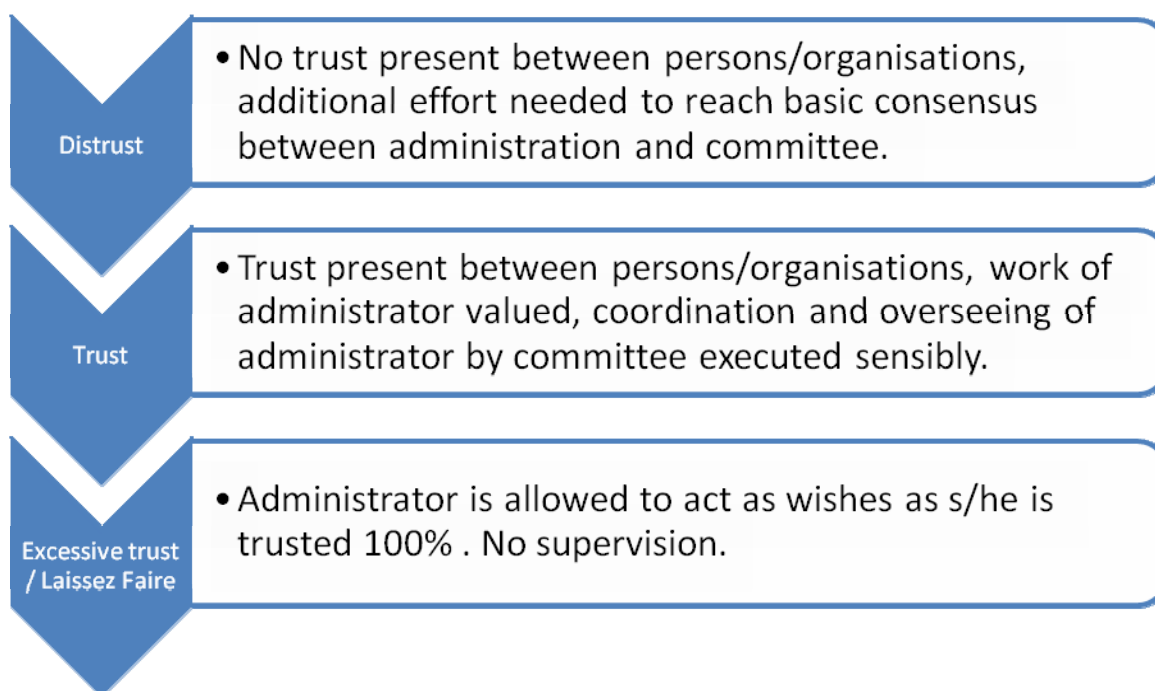 Distrust
•No trust present between persons/organisations,
additional effort needed to reach basic consensus
between administration and committee.
Trust
•Trust present between persons/organisations, work of
administrator valued, coordination and overseeing of
administrator by committee executed sensibly.
Excessive trust
/ Laissez Faire
•Administrator is allowed to act as wishes as s/he is
trusted 100% . No supervision.